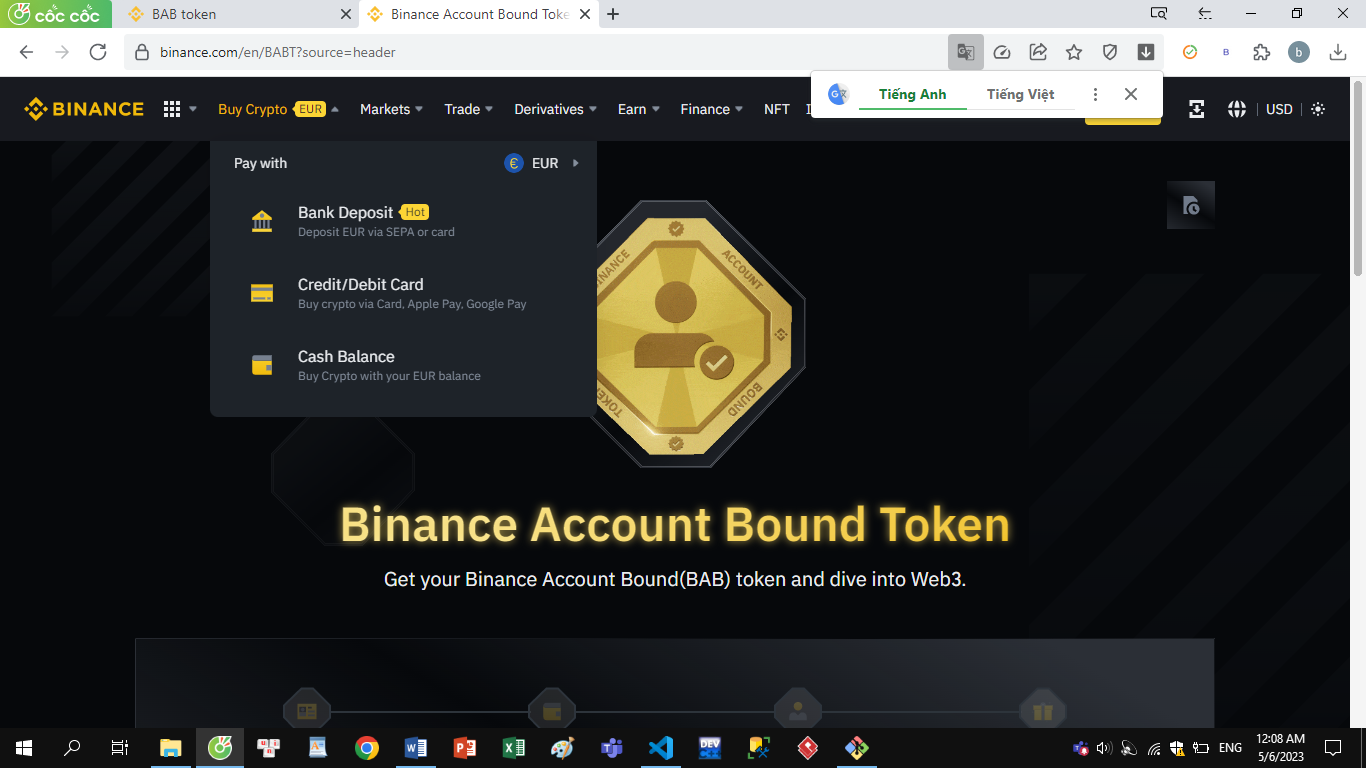 cốc cốc
BAB token
Binance Account Bound Toke
binance.com/en/BABT?source=header
B
b
G
Tiếng Anh
Tiếng Việt
BINANCE
Buy Crypto EUR
Markets
Trade
Derivatives
Earn
Finance
NFT
USD
Pay with
€ EUR
Bank Deposit Hot
Deposit EUR via SEPA or card
Credit/Debit Card
Buy crypto via Card, Apple Pay, Google Pay
Cash Balance
Buy Crypto with your EUR balance
ACCOUNT
BOUND
Binance Account Bound Token
Get your Binance Account Bound(BAB) token and dive into Web3.
DEV
ENG
12:08 AM
5/6/2023